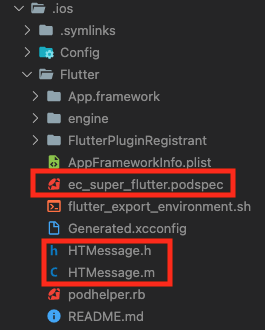 .ios
.symlinks
Config
Flutter
App.framework
engine
FlutterPluginRegistrant
AppFrameworkInfo.plist
ec_super_flutter.podspec
flutter_export_environment.sh
Generated.xcconfig
h HTMessage.h
C HTMessage.m
podhelper.rb
README.md